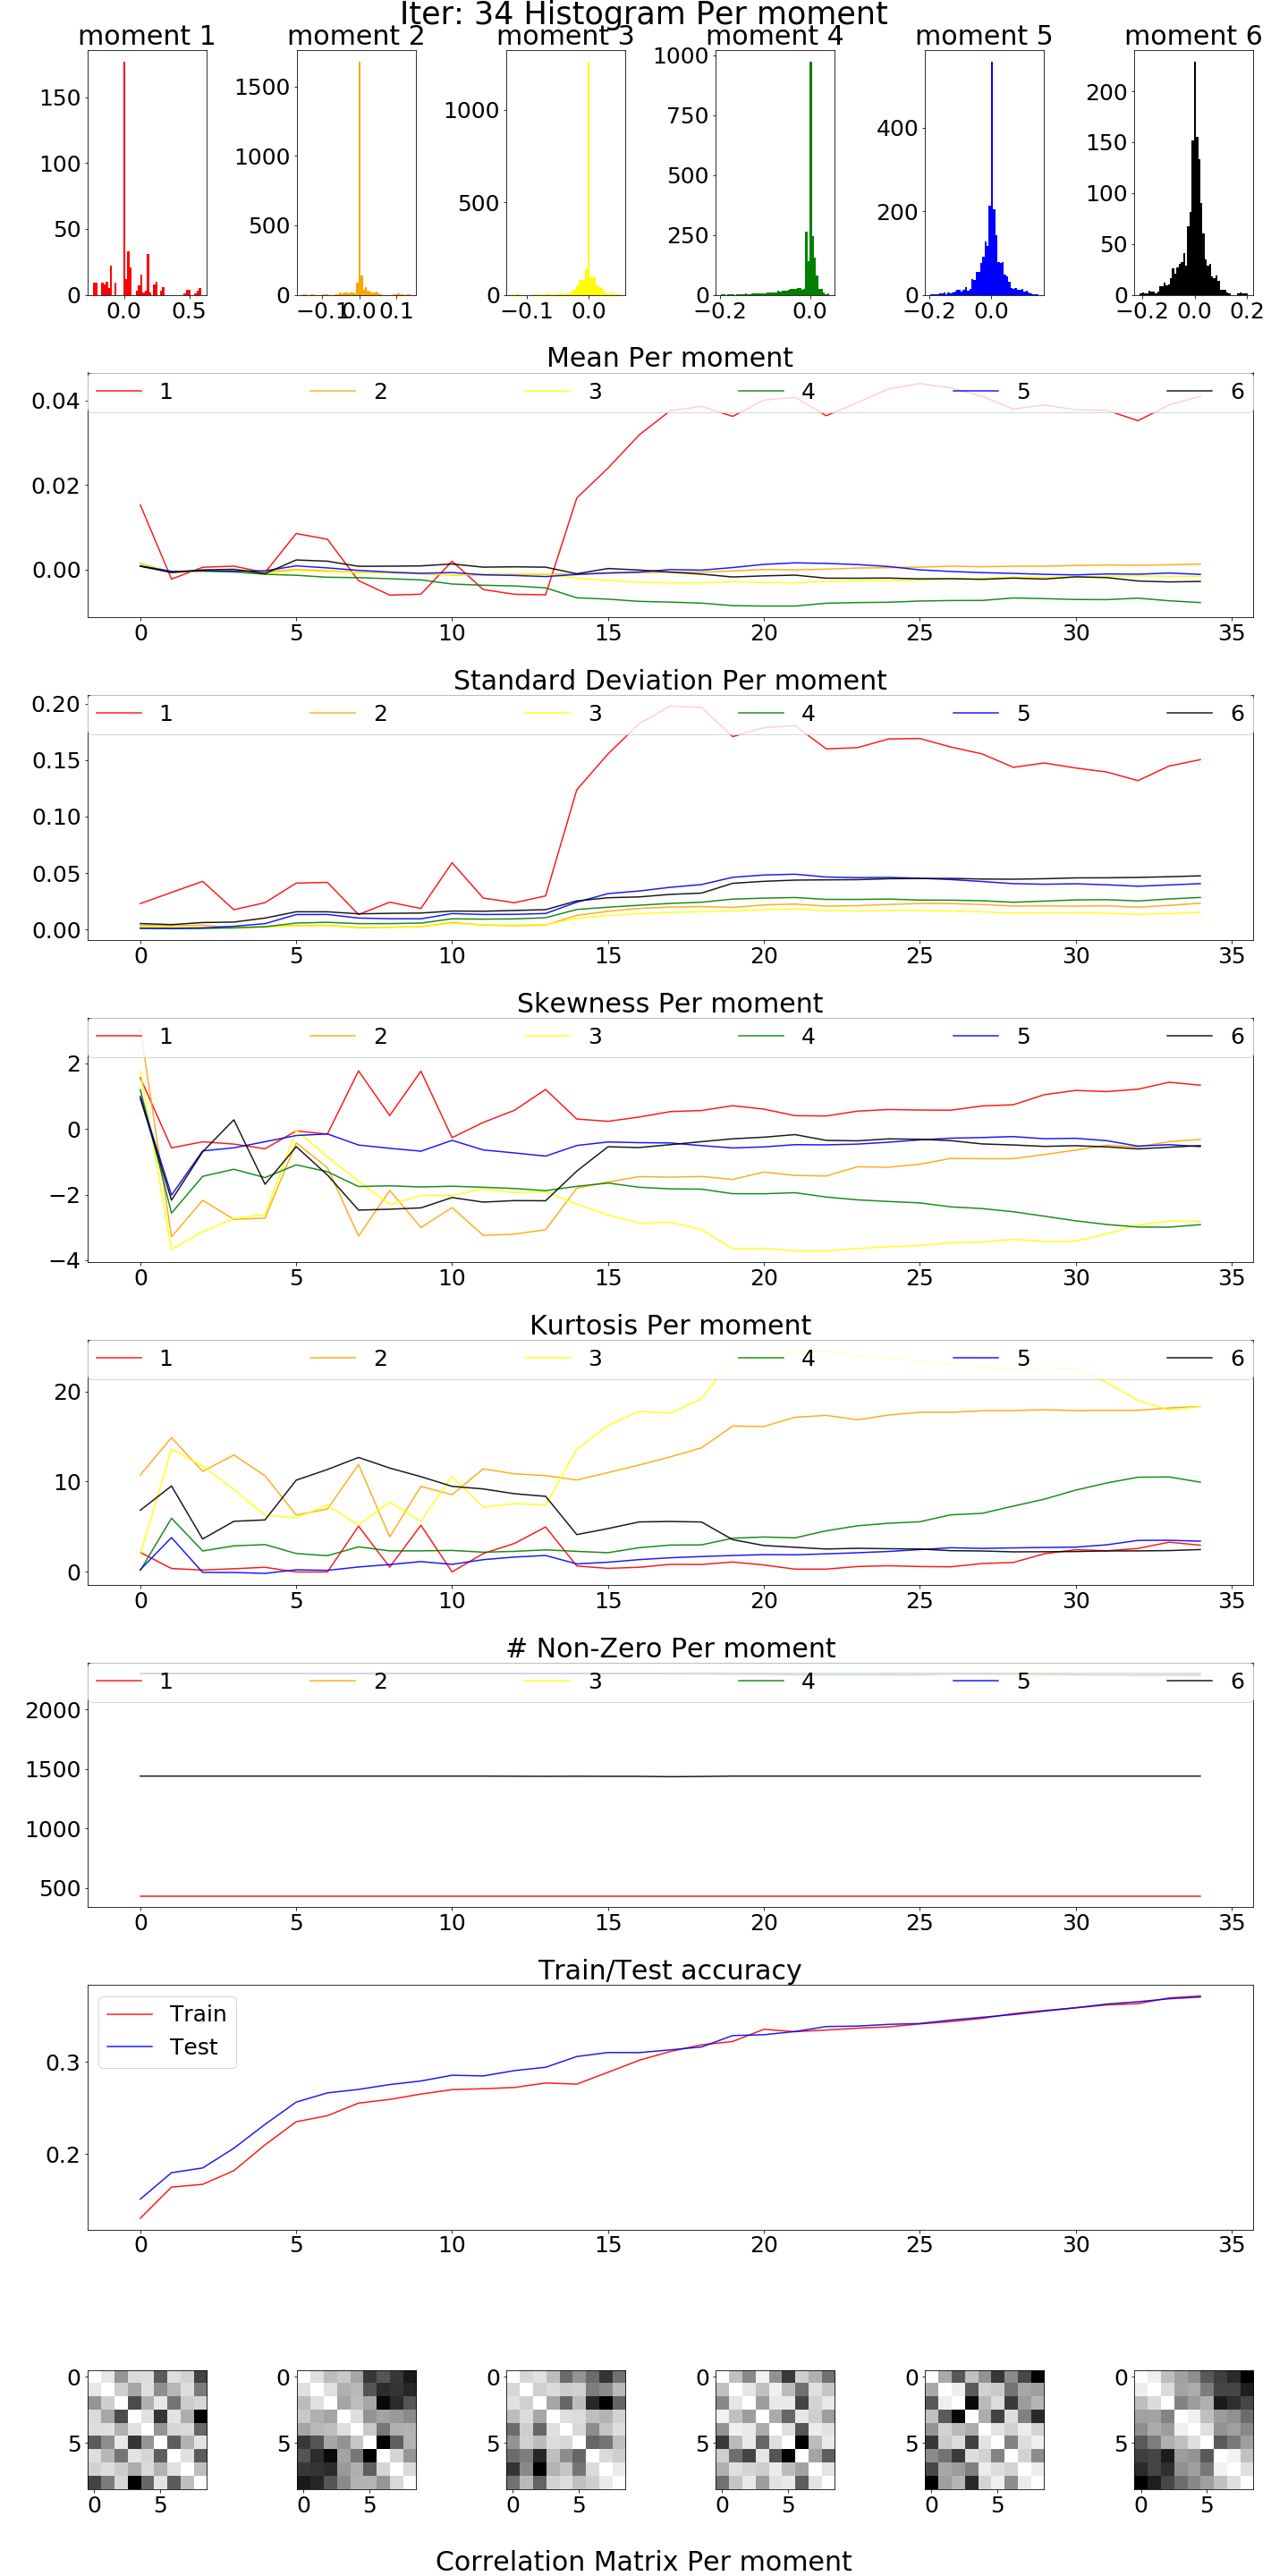 Iter: 34 Histogram Per moment
moment 1 moment 2 moment 3 moment 4 moment 5 moment 6
150
100
50
0
0.0 0.5
1500
1000
500
0
−0.1 0.0 0.1
1000
500
0
−0.1 0.0
1000
750
500
250
0
−0.2 0.0
400
200
0
−0.2 0.0
200
150
100
50
0
−0.2 0.0 0.2
Mean Per moment
1 2 3 4 5 6
0.04
0.02
0.00
0 5 10 15 20 25 30 35
Standard Deviation Per moment
1 2 3 4 5 6
0.20
0.15
0.10
0.05
0.00
0 5 10 15 20 25 30 35
Skewness Per moment
1 2 3 4 5 6
2
0
−2
−4
0 5 10 15 20 25 30 35
Kurtosis Per moment
1 2 3 4 5 6
20
10
0
0 5 10 15 20 25 30 35
# Non-Zero Per moment
1 2 3 4 5 6
2000
1500
1000
500
0 5 10 15 20 25 30 35
Train/Test accuracy
Train
Test
0.3
0.2
0 5 10 15 20 25 30 35
0
5
0 5
0
5
0 5
0
5
0 5
0
5
0 5
0
5
0 5
0
5
0 5
Correlation Matrix Per moment